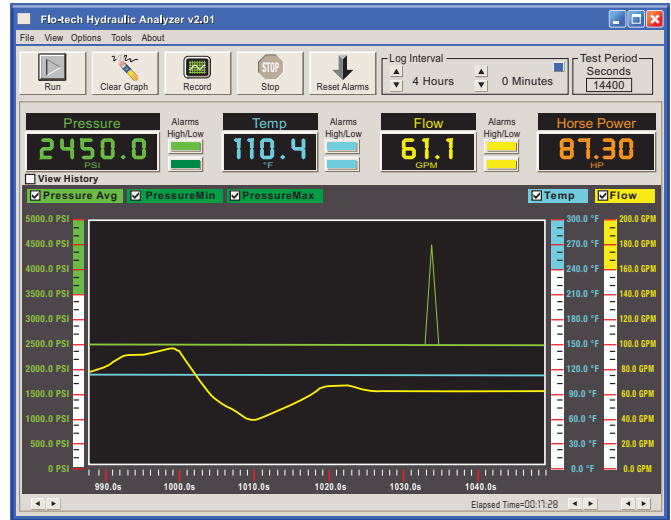 Flo-tech Hydraulic Analyzer v2.01
File View Options Tools About
Run
Clear Graph
Record
STOP
Stop
Reset Alarms
Log Interval
4 Hours
0 Minutes
Test Period
Seconds
14400
Pressure
2450.0
PSI
Alarms
High/Low
Temp
110.4
°F
Alarms
High/Low
Flow
61.1
GPM
Alarms
High/Low
Horse Power
87.30
HP
View History
Pressure Avg
PressureMin
PressureMax
Temp
Flow
5000.0 PSI
4500.0 PSI
4000.0 PSI
3500.0 PSI
3000.0 PSI
2500.0 PSI
2000.0 PSI
1500.0 PSI
1000.0 PSI
500.0 PSI
0 PSI
300.0 °F
270.0 °F
240.0 °F
210.0 °F
180.0 °F
150.0 °F
120.0 °F
90.0 °F
60.0 °F
30.0 °F
0.0 °F
200.0 GPM
180.0 GPM
160.0 GPM
140.0 GPM
120.0 GPM
100.0 GPM
80.0 GPM
60.0 GPM
40.0 GPM
20.0 GPM
0.0 GPM
990.0s
1000.0s
1010.0s
1020.0s
1030.0s
1040.0s
Elapsed Time=00:17:28